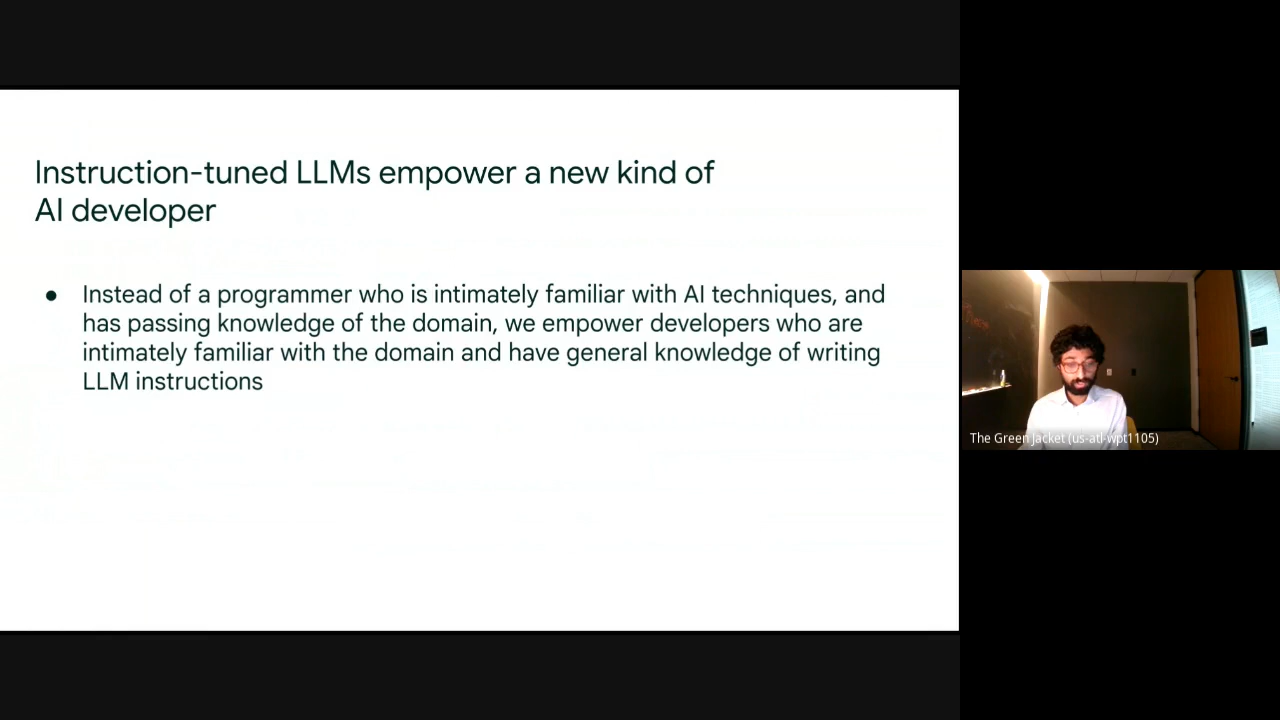 Instruction-tuned LLMs empower a new kind of
AI developer
● Instead of a programmer who is intimately familiar with AI techniques, and
has passing knowledge of the domain, we empower developers who are
intimately familiar with the domain and have general knowledge of writing
LLM instructions
The Green Jacket (us-atl-wpt1105)